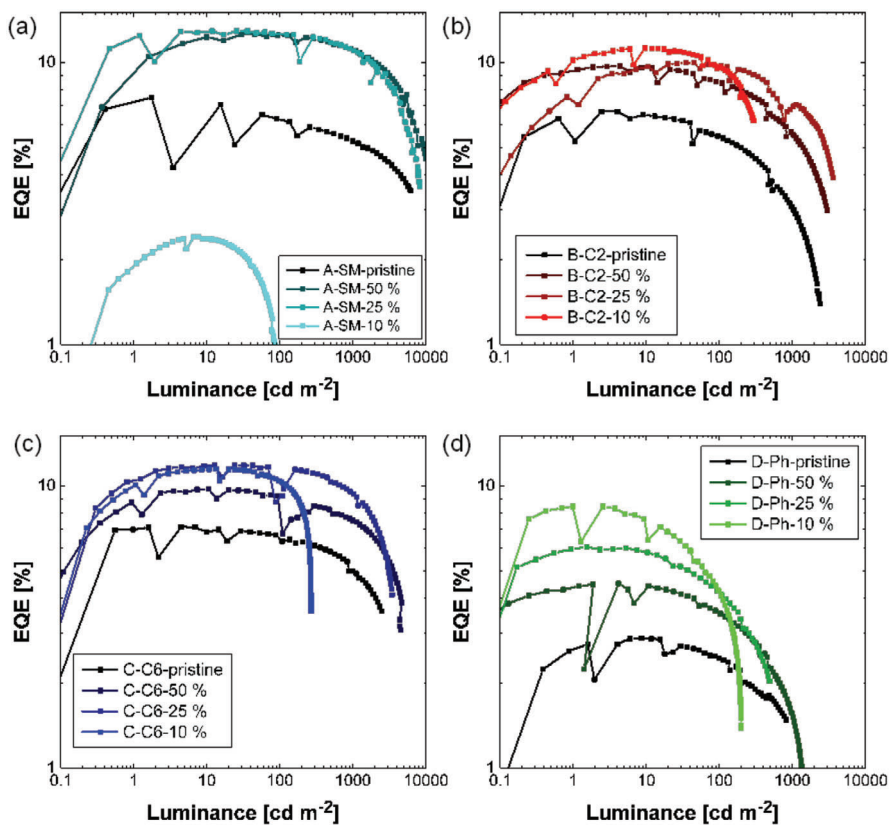 (a)
EQE [%]
10
1
0.1 1 10 100 1000 10000
Luminance [cd m⁻²]
A-SM-pristine
A-SM-50 %
A-SM-25 %
A-SM-10 %
(b)
EQE [%]
10
1
0.1 1 10 100 1000 10000
Luminance [cd m⁻²]
B-C2-pristine
B-C2-50 %
B-C2-25 %
B-C2-10 %
(c)
EQE [%]
10
1
0.1 1 10 100 1000 10000
Luminance [cd m⁻²]
C-C6-pristine
C-C6-50 %
C-C6-25 %
C-C6-10 %
(d)
EQE [%]
10
1
0.1 1 10 100 1000 10000
Luminance [cd m⁻²]
D-Ph-pristine
D-Ph-50 %
D-Ph-25 %
D-Ph-10 %